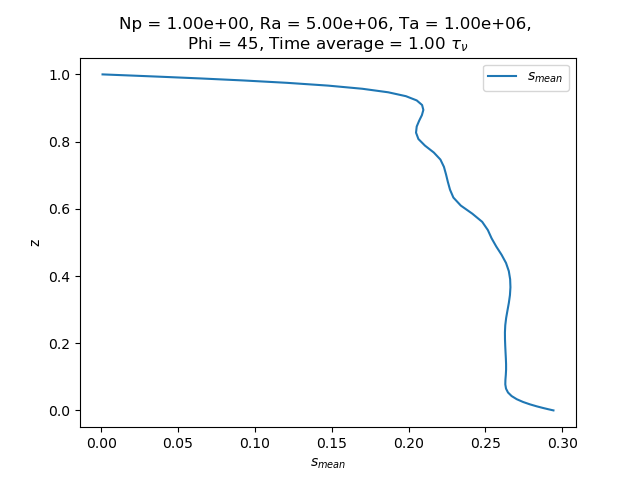 Np = 1.00e+00, Ra = 5.00e+06, Ta = 1.00e+06,
Phi = 45, Time average = 1.00 τν
s_mean
1.0
0.8
0.6
0.4
0.2
0.0
z
0.00 0.05 0.10 0.15 0.20 0.25 0.30
s_mean